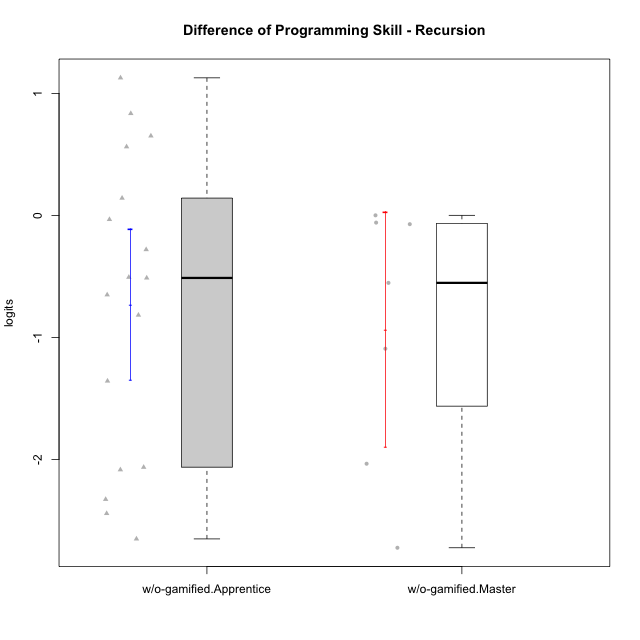 Difference of Programming Skill - Recursion
logits
1
0
-1
-2
w/o-gamified.Apprentice
w/o-gamified.Master